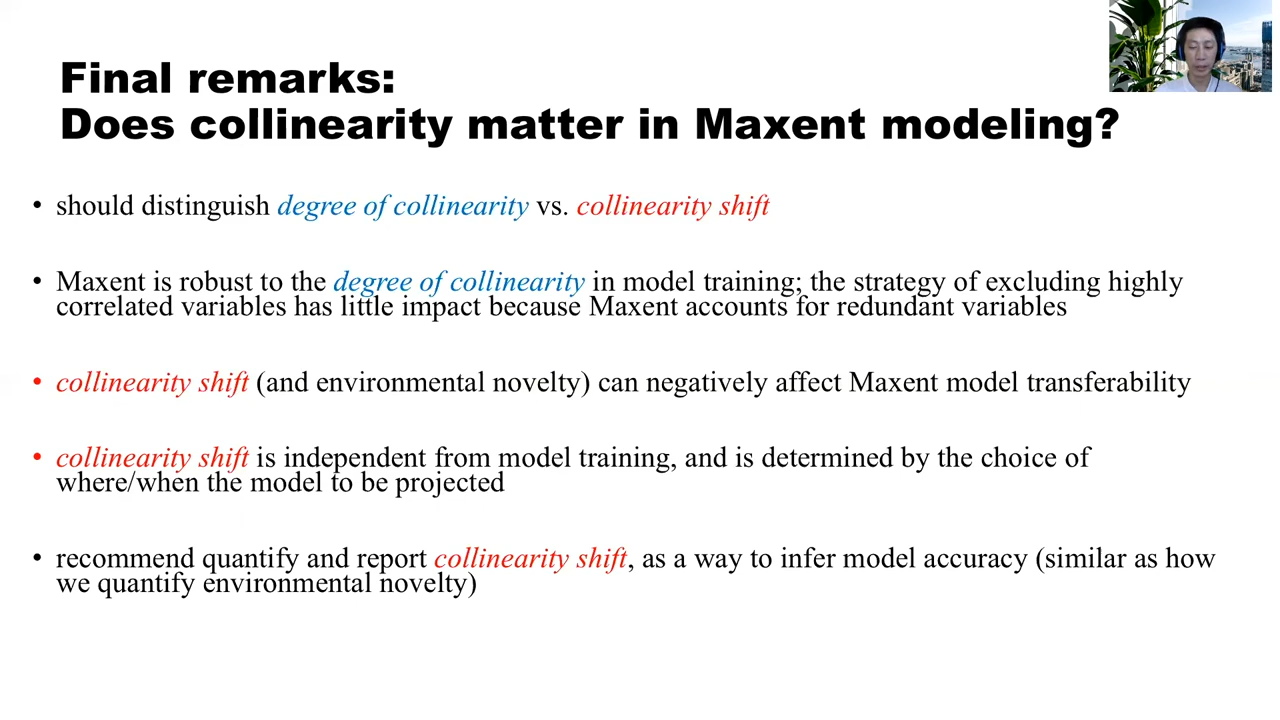 Final remarks:
Does collinearity matter in Maxent modeling?
• should distinguish degree of collinearity vs. collinearity shift
• Maxent is robust to the degree of collinearity in model training; the strategy of excluding highly
correlated variables has little impact because Maxent accounts for redundant variables
• collinearity shift (and environmental novelty) can negatively affect Maxent model transferability
• collinearity shift is independent from model training, and is determined by the choice of
where/when the model to be projected
• recommend quantify and report collinearity shift, as a way to infer model accuracy (similar as how
we quantify environmental novelty)